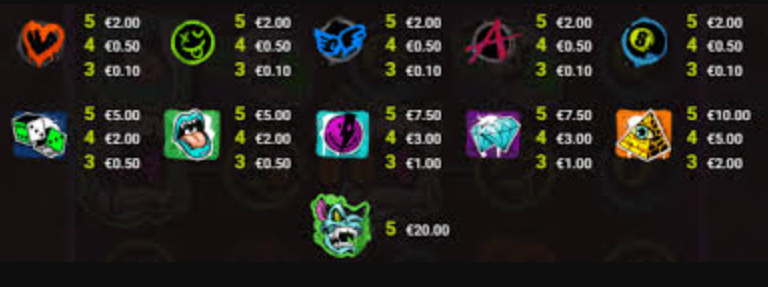 5 €2.00 5 €2.00 5 €2.00 5 €2.00 5 €2.00
4 €0.50 4 €0.50 4 €0.50 4 €0.50 4 €0.50
3 €0.10 3 €0.10 3 €0.10 3 €0.10 3 €0.10
5 €5.00 5 €5.00 5 €7.50 5 €7.50 5 €10.00
4 €2.00 4 €2.00 4 €3.00 4 €3.00 4 €5.00
3 €0.50 3 €0.50 3 €1.00 3 €1.00 3 €2.00
5 €20.00